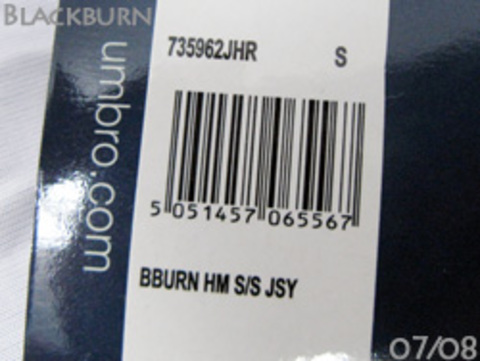 BLACKBURN
umbro.com
735962JHR S
5 051457 065567
BBURN HM S/S JSY
07/08